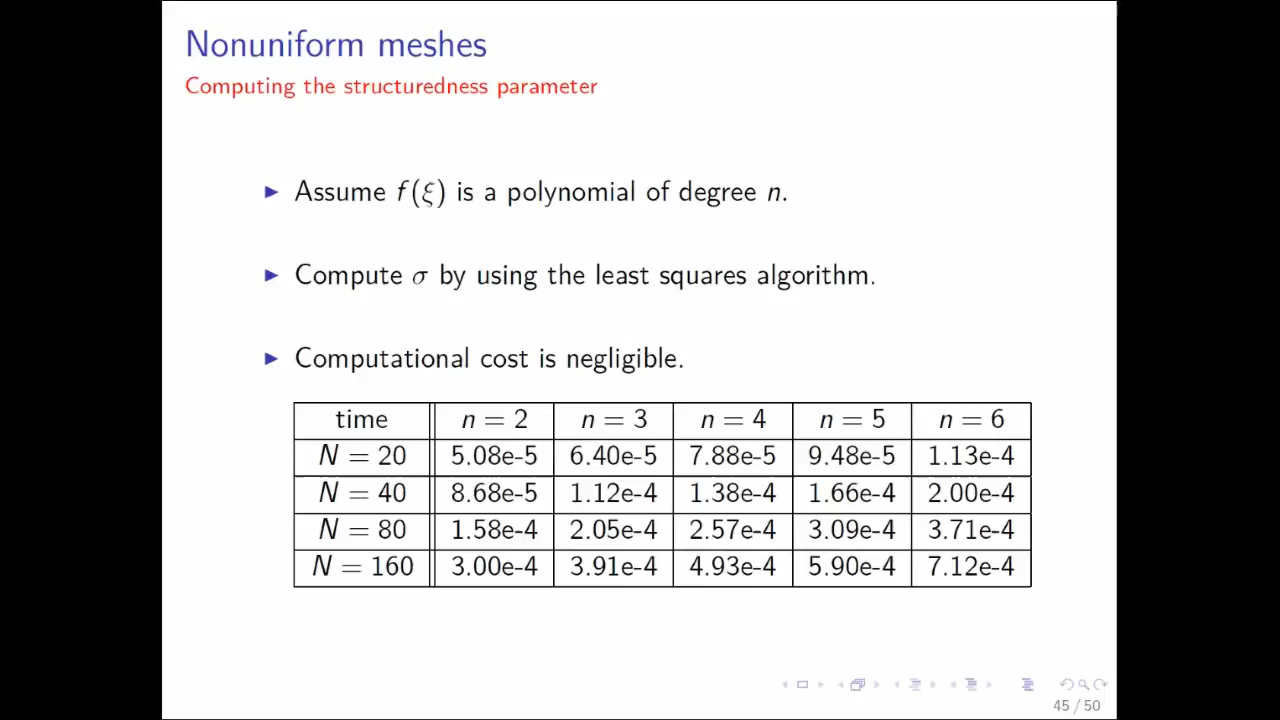 Nonuniform meshes
Computing the structuredness parameter
Assume f(ξ) is a polynomial of degree n.
Compute σ by using the least squares algorithm.
Computational cost is negligible.
time n = 2 n = 3 n = 4 n = 5 n = 6
N = 20 5.08e-5 6.40e-5 7.88e-5 9.48e-5 1.13e-4
N = 40 8.68e-5 1.12e-4 1.38e-4 1.66e-4 2.00e-4
N = 80 1.58e-4 2.05e-4 2.57e-4 3.09e-4 3.71e-4
N = 160 3.00e-4 3.91e-4 4.93e-4 5.90e-4 7.12e-4
45 / 50